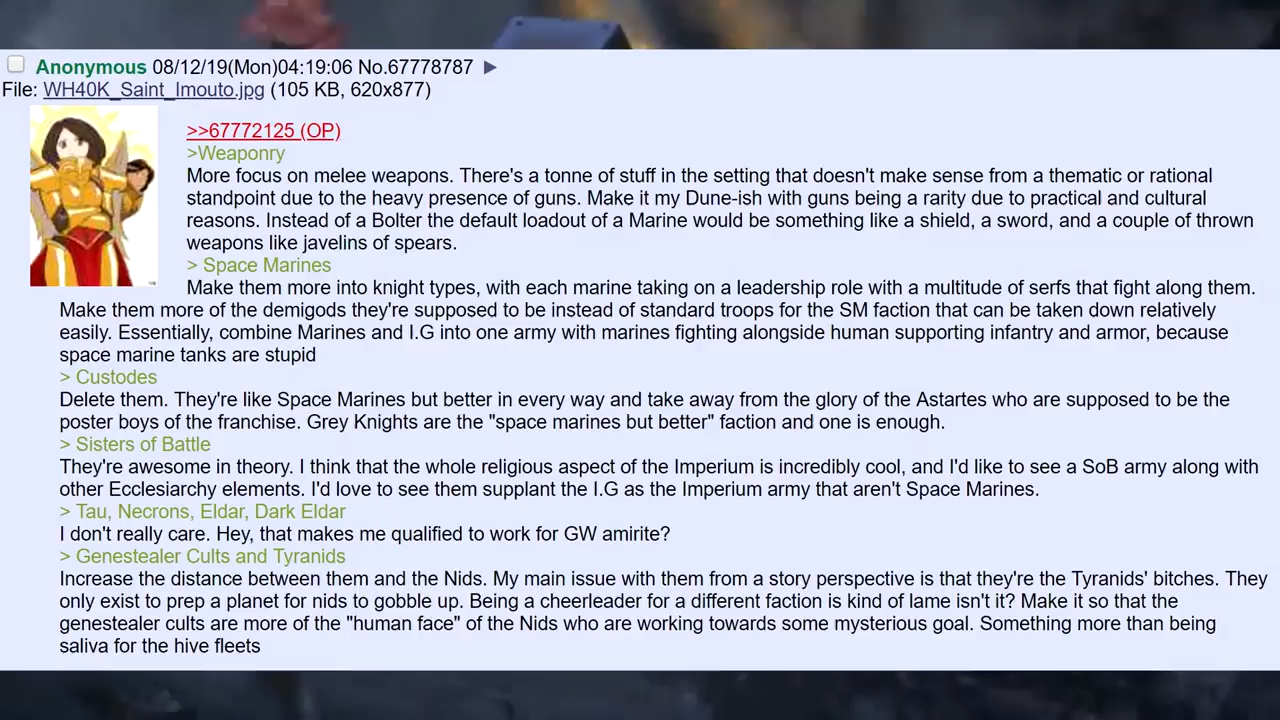 Anonymous 08/12/19(Mon)04:19:06 No.67778787 ▶
File: WH40K_Saint_Imouto.jpg (105 KB, 620x877)
>>67772125 (OP)
>Weaponry
More focus on melee weapons. There's a tonne of stuff in the setting that doesn't make sense from a thematic or rational
standpoint due to the heavy presence of guns. Make it my Dune-ish with guns being a rarity due to practical and cultural
reasons. Instead of a Bolter the default loadout of a Marine would be something like a shield, a sword, and a couple of thrown
weapons like javelins of spears.
> Space Marines
Make them more into knight types, with each marine taking on a leadership role with a multitude of serfs that fight along them.
Make them more of the demigods they're supposed to be instead of standard troops for the SM faction that can be taken down relatively
easily. Essentially, combine Marines and I.G into one army with marines fighting alongside human supporting infantry and armor, because
space marine tanks are stupid
> Custodes
Delete them. They're like Space Marines but better in every way and take away from the glory of the Astartes who are supposed to be the
poster boys of the franchise. Grey Knights are the "space marines but better" faction and one is enough.
> Sisters of Battle
They're awesome in theory. I think that the whole religious aspect of the Imperium is incredibly cool, and I'd like to see a SoB army along with
other Ecclesiarchy elements. I'd love to see them supplant the I.G as the Imperium army that aren't Space Marines.
> Tau, Necrons, Eldar, Dark Eldar
I don't really care. Hey, that makes me qualified to work for GW amirite?
> Genestealer Cults and Tyranids
Increase the distance between them and the Nids. My main issue with them from a story perspective is that they're the Tyranids' bitches. They
only exist to prep a planet for nids to gobble up. Being a cheerleader for a different faction is kind of lame isn't it? Make it so that the
genestealer cults are more of the "human face" of the Nids who are working towards some mysterious goal. Something more than being
saliva for the hive fleets